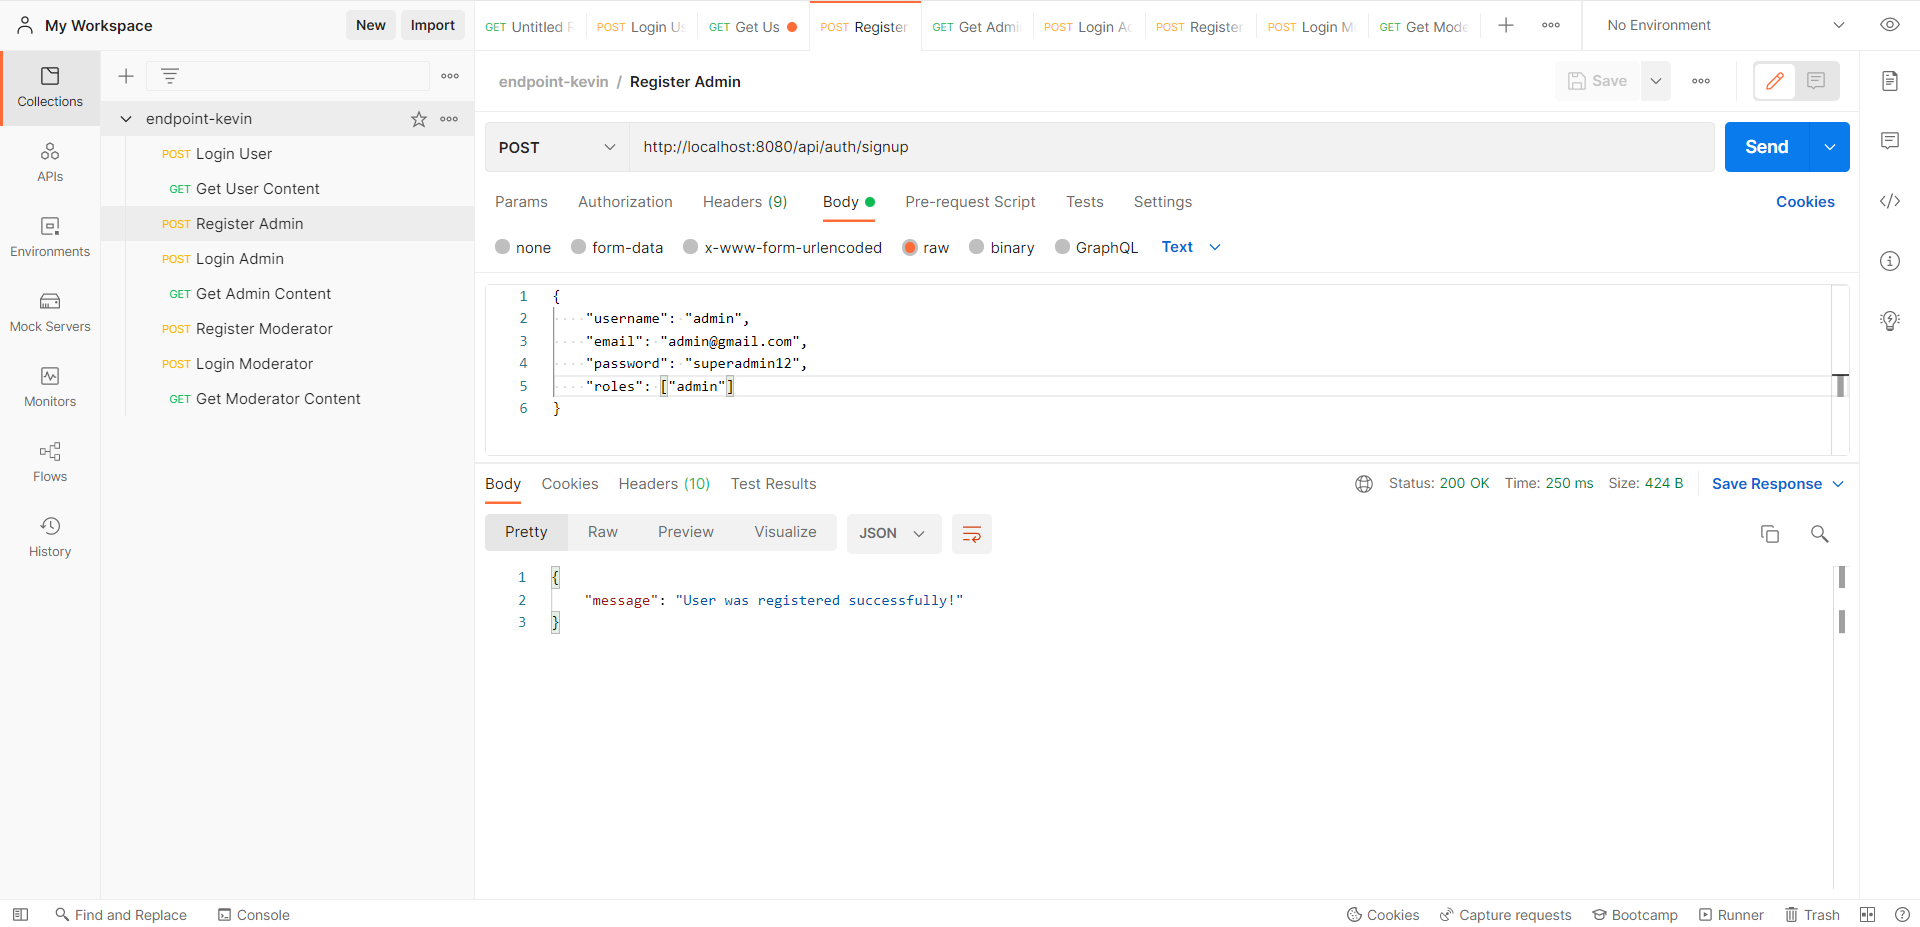 My Workspace
New
Import
GET Untitled
POST Login
GET Get Us
POST Register
GET Get
POST Login
POST Register
POST Login
GET Get
No Environment
Collections
APIs
Environments
Mock Servers
Monitors
Flows
History
endpoint-kevin
POST Login User
GET Get User Content
POST Register Admin
POST Login Admin
GET Get Admin Content
POST Register Moderator
POST Login Moderator
GET Get Moderator Content
endpoint-kevin / Register Admin
Save
POST
http://localhost:8080/api/auth/signup
Send
Params
Authorization
Headers (9)
Body
Pre-request Script
Tests
Settings
Cookies
none
form-data
x-www-form-urlencoded
raw
binary
GraphQL
Text
1 {
2 "username": "admin",
3 "email": "admin@gmail.com",
4 "password": "superadmin12",
5 "roles": ["admin"]
6 }
Body
Cookies
Headers (10)
Test Results
Status: 200 OK
Time: 250 ms
Size: 424 B
Save Response
Pretty
Raw
Preview
Visualize
JSON
1 {
2 "message": "User was registered successfully!"
3 }
Find and Replace
Console
Cookies
Capture requests
Bootcamp
Runner
Trash